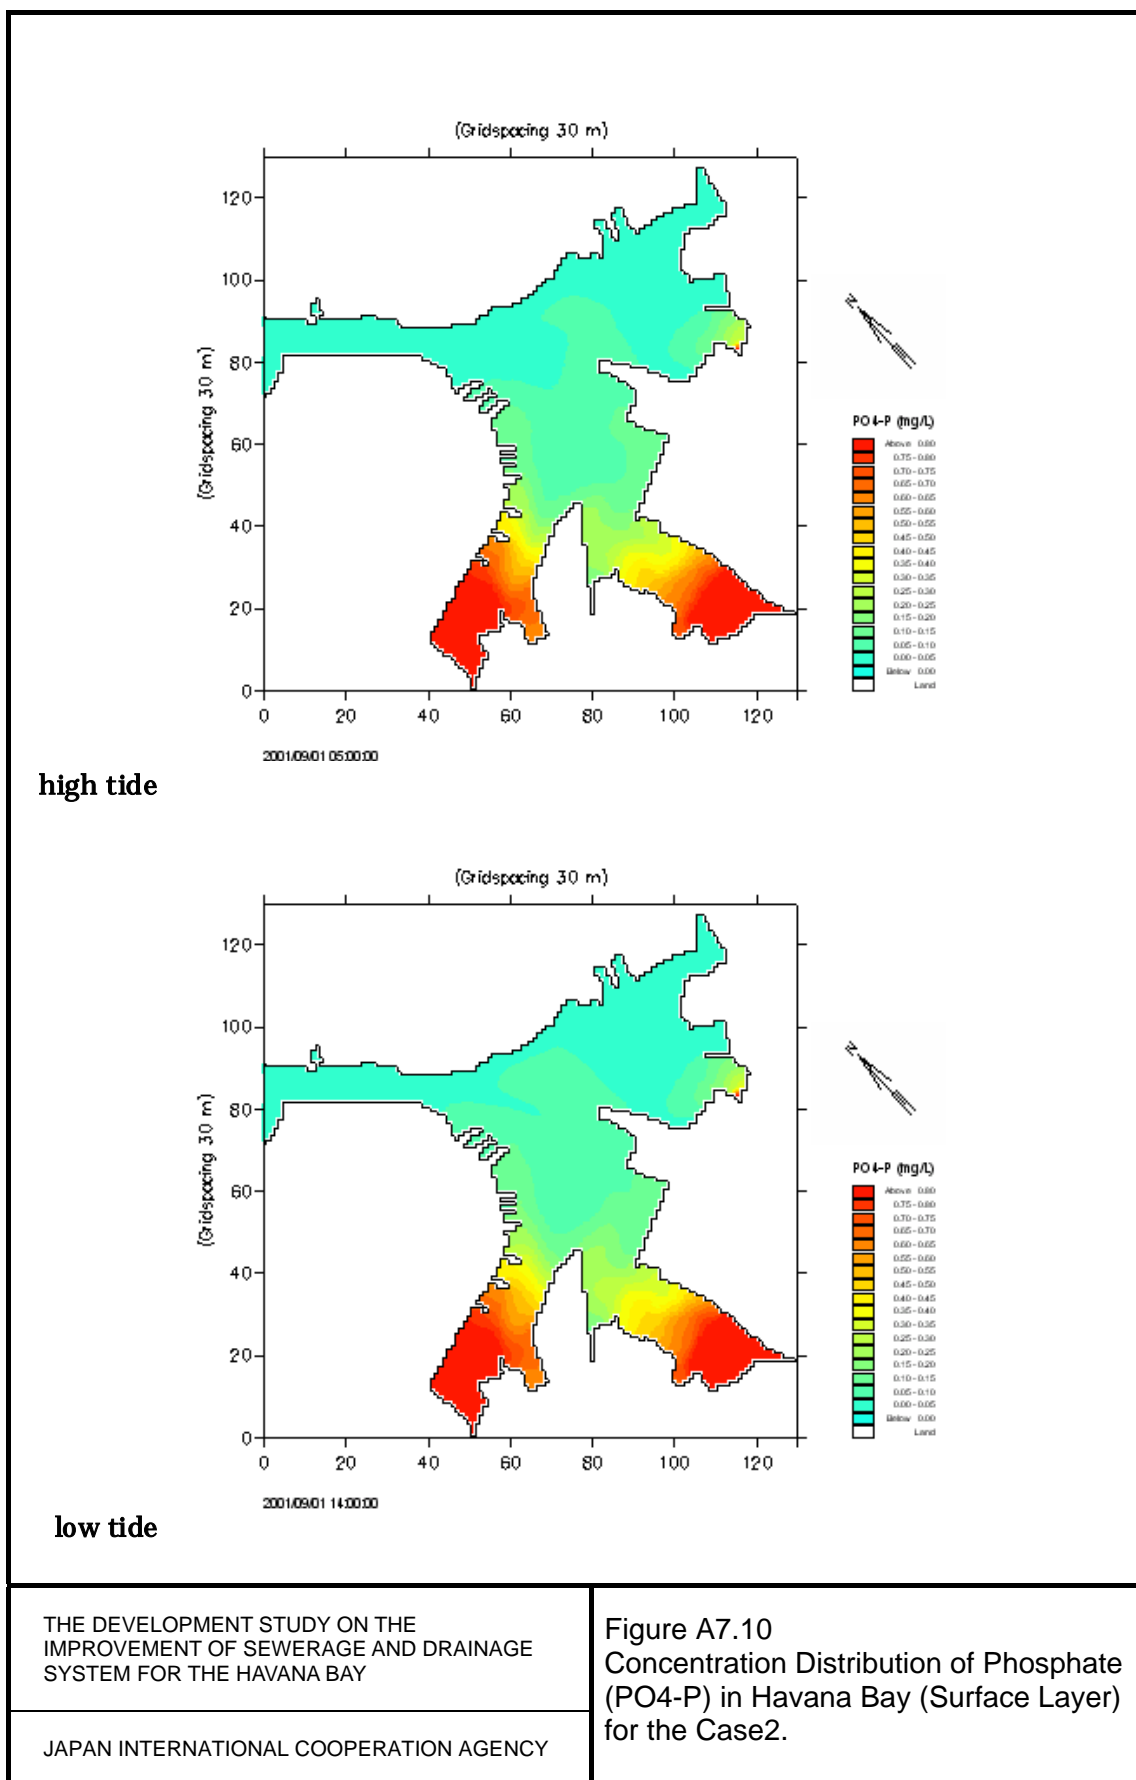 (Gridspacing 30 m)
120
100
80
60
40
20
0
(Gridspacing 30 m)
0 20 40 60 80 100 120
2001/09/01 05:00:00
N
PO4-P (mg/L)
Above 0.80
0.75 - 0.80
0.70 - 0.75
0.65 - 0.70
0.60 - 0.65
0.55 - 0.60
0.50 - 0.55
0.45 - 0.50
0.40 - 0.45
0.35 - 0.40
0.30 - 0.35
0.25 - 0.30
0.20 - 0.25
0.15 - 0.20
0.10 - 0.15
0.05 - 0.10
0.00 - 0.05
Below 0.00
Land
high tide
(Gridspacing 30 m)
120
100
80
60
40
20
0
(Gridspacing 30 m)
0 20 40 60 80 100 120
2001/09/01 14:00:00
N
PO4-P (mg/L)
Above 0.80
0.75 - 0.80
0.70 - 0.75
0.65 - 0.70
0.60 - 0.65
0.55 - 0.60
0.50 - 0.55
0.45 - 0.50
0.40 - 0.45
0.35 - 0.40
0.30 - 0.35
0.25 - 0.30
0.20 - 0.25
0.15 - 0.20
0.10 - 0.15
0.05 - 0.10
0.00 - 0.05
Below 0.00
Land
low tide
THE DEVELOPMENT STUDY ON THE
IMPROVEMENT OF SEWERAGE AND DRAINAGE
SYSTEM FOR THE HAVANA BAY
JAPAN INTERNATIONAL COOPERATION AGENCY
Figure A7.10
Concentration Distribution of Phosphate
(PO4-P) in Havana Bay (Surface Layer)
for the Case2.